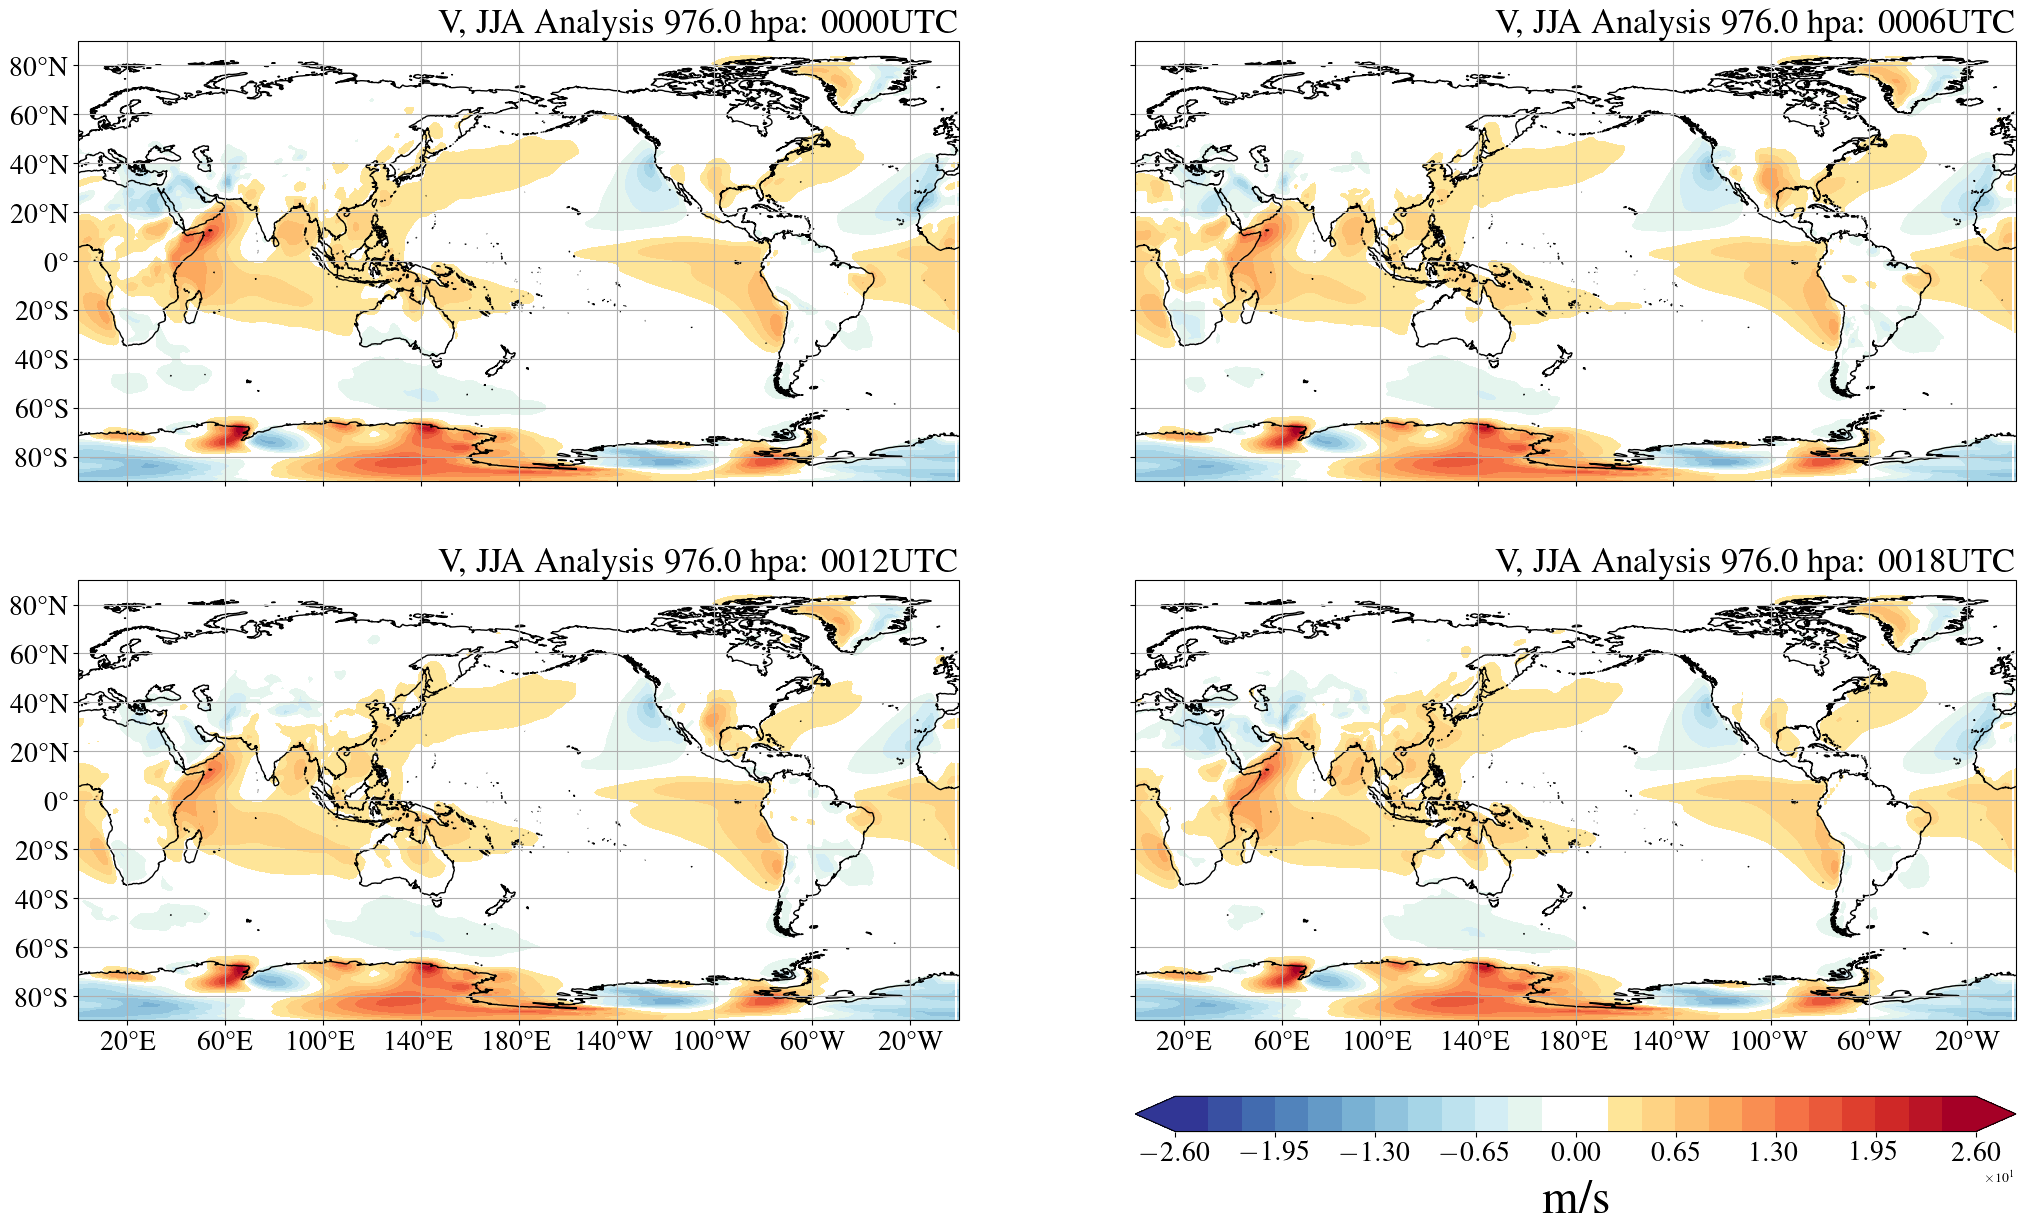 V, JJA Analysis 976.0 hpa: 0000UTC
V, JJA Analysis 976.0 hpa: 0006UTC
80°N
60°N
40°N
20°N
0°
20°S
40°S
60°S
80°S
V, JJA Analysis 976.0 hpa: 0012UTC
V, JJA Analysis 976.0 hpa: 0018UTC
80°N
60°N
40°N
20°N
0°
20°S
40°S
60°S
80°S
20°E 60°E 100°E 140°E 180°E 140°W 100°W 60°W 20°W
20°E 60°E 100°E 140°E 180°E 140°W 100°W 60°W 20°W
−2.60 −1.95 −1.30 −0.65 0.00 0.65 1.30 1.95 2.60
×10¹
m/s